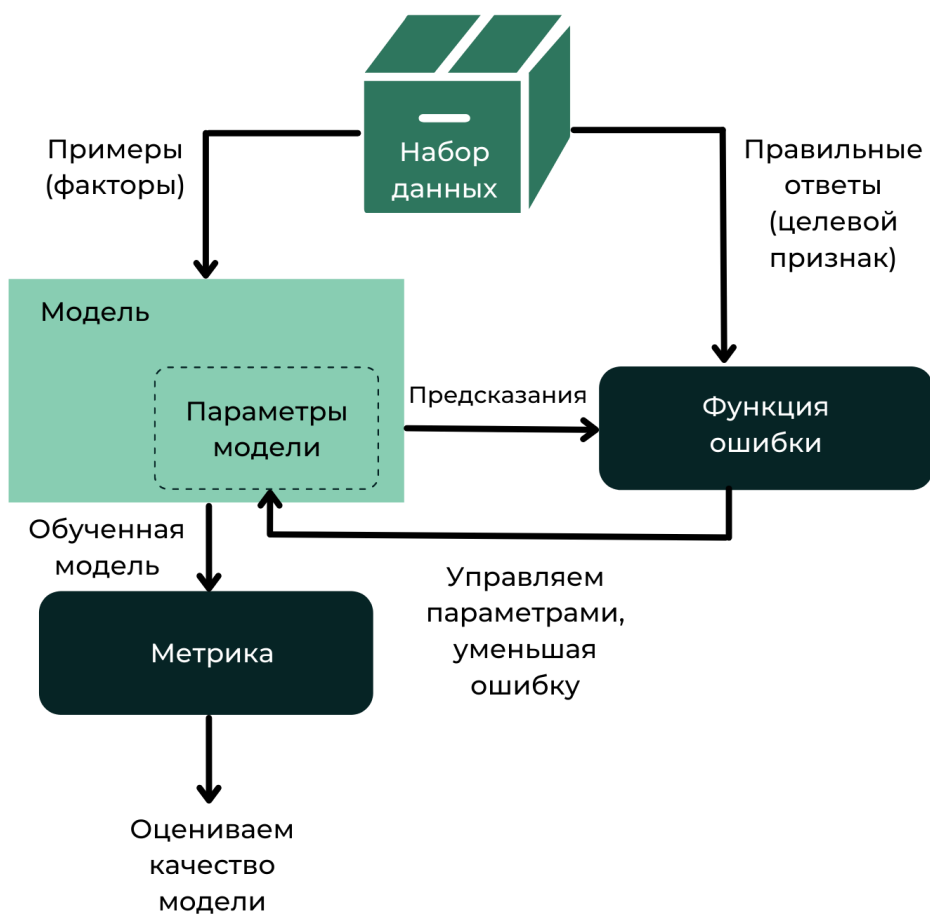 Набор
данных
Примеры
(факторы)
Правильные
ответы
(целевой
признак)
Модель
Параметры
модели
Предсказания
Функция
ошибки
Обученная
модель
Управляем
параметрами,
уменьшая
ошибку
Метрика
Оцениваем
качество
модели